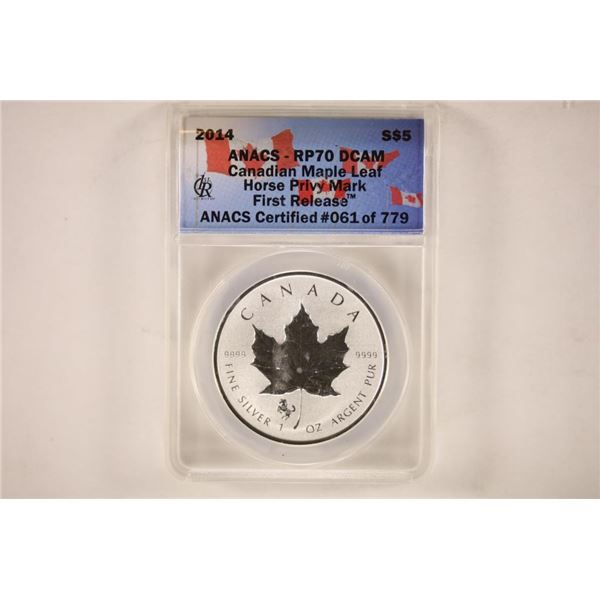 2014 S$5
ANACS - RP70 DCAM
Canadian Maple Leaf
Horse Privy Mark
First Release™
ANACS Certified #061 of 779
CANADA
9999 9999
FINE SILVER 1 OZ ARGENT PUR